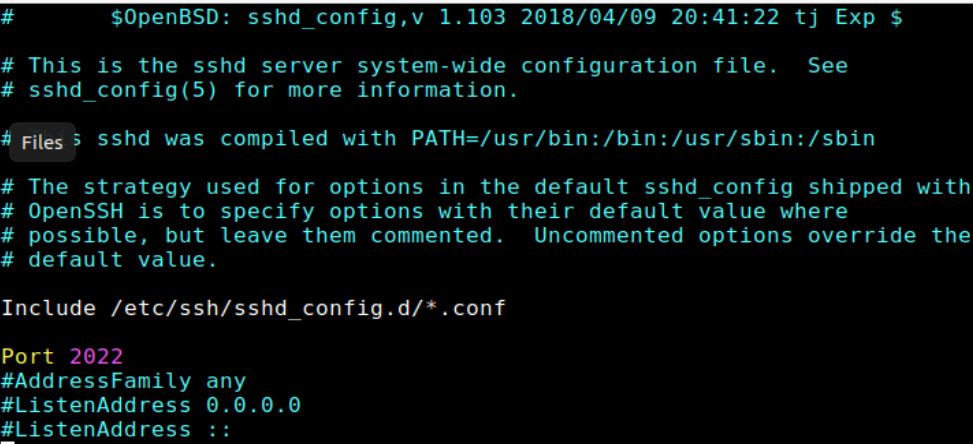 #       $OpenBSD: sshd_config,v 1.103 2018/04/09 20:41:22 tj Exp $
# This is the sshd server system-wide configuration file.  See
# sshd_config(5) for more information.
# sshd was compiled with PATH=/usr/bin:/bin:/usr/sbin:/sbin
Files
# The strategy used for options in the default sshd_config shipped with
# OpenSSH is to specify options with their default value where
# possible, but leave them commented.  Uncommented options override the
# default value.
Include /etc/ssh/sshd_config.d/*.conf
Port 2022
#AddressFamily any
#ListenAddress 0.0.0.0
#ListenAddress ::